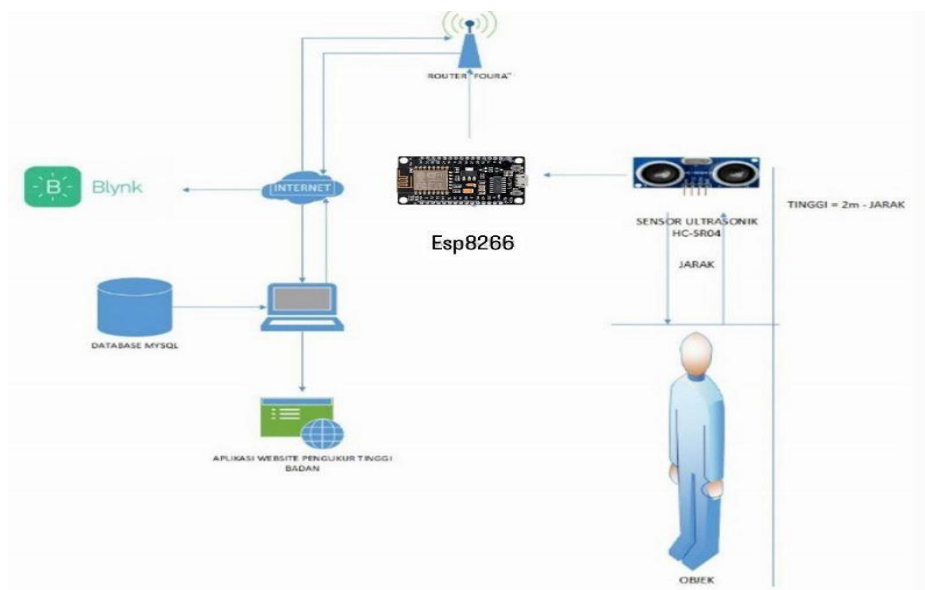 ROUTER "FOURA"
B
Blynk
INTERNET
Esp8266
SENSOR ULTRASONIK
HC-SR04
TINGGI = 2m - JARAK
JARAK
DATABASE MYSQL
APLIKASI WEBSITE PENGUKUR TINGGI
BADAN
OBJEK